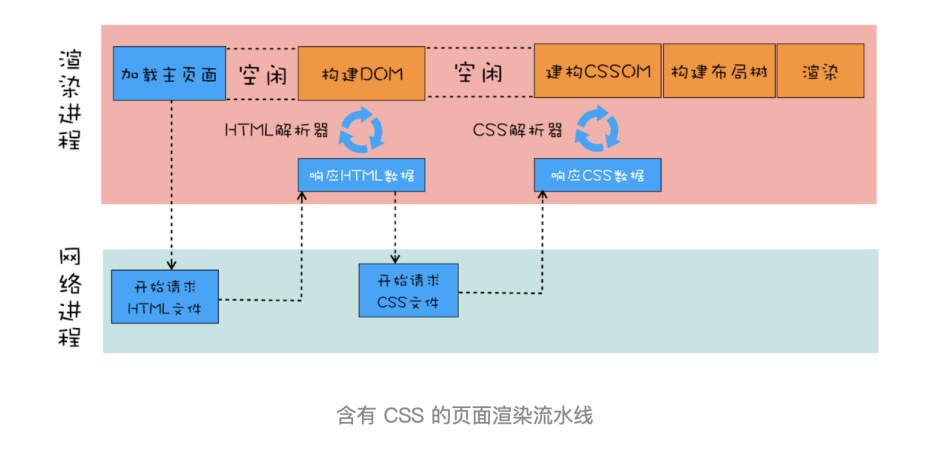 渲染进程
加载主页面
空闲
构建DOM
空闲
建构CSSOM
构建布局树
渲染
HTML解析器
CSS解析器
响应HTML数据
响应CSS数据
网络进程
开始请求
HTML文件
开始请求
CSS文件
含有 CSS 的页面渲染流水线